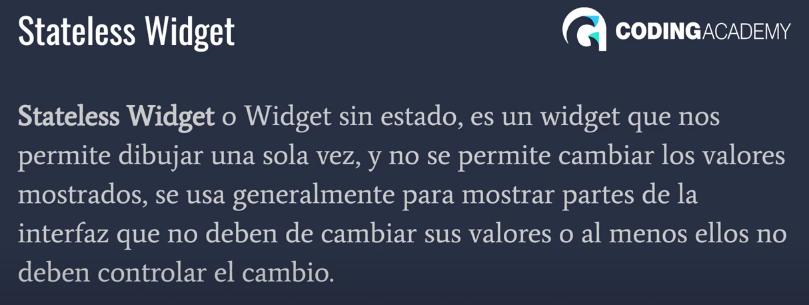 Stateless Widget
CODINGACADEMY
Stateless Widget o Widget sin estado, es un widget que nos
permite dibujar una sola vez, y no se permite cambiar los valores
mostrados, se usa generalmente para mostrar partes de la
interfaz que no deben de cambiar sus valores o al menos ellos no
deben controlar el cambio.